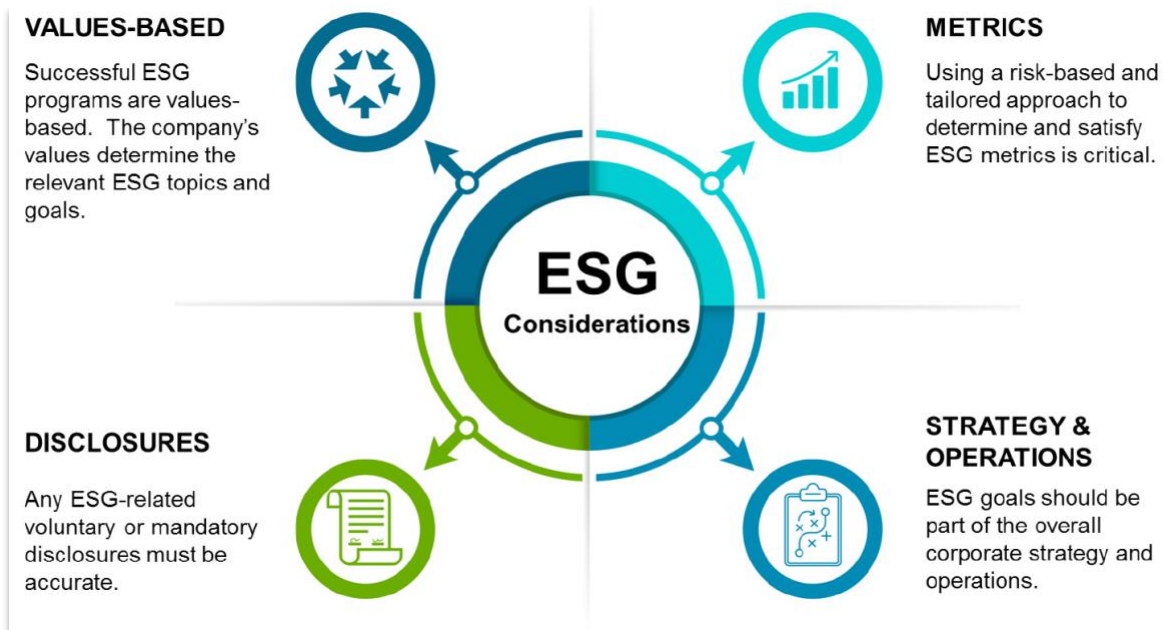 VALUES-BASED
Successful ESG
programs are values-
based.  The company's
values determine the
relevant ESG topics and
goals.
METRICS
Using a risk-based and
tailored approach to
determine and satisfy
ESG metrics is critical.
ESG
Considerations
DISCLOSURES
Any ESG-related
voluntary or mandatory
disclosures must be
accurate.
STRATEGY &
OPERATIONS
ESG goals should be
part of the overall
corporate strategy and
operations.